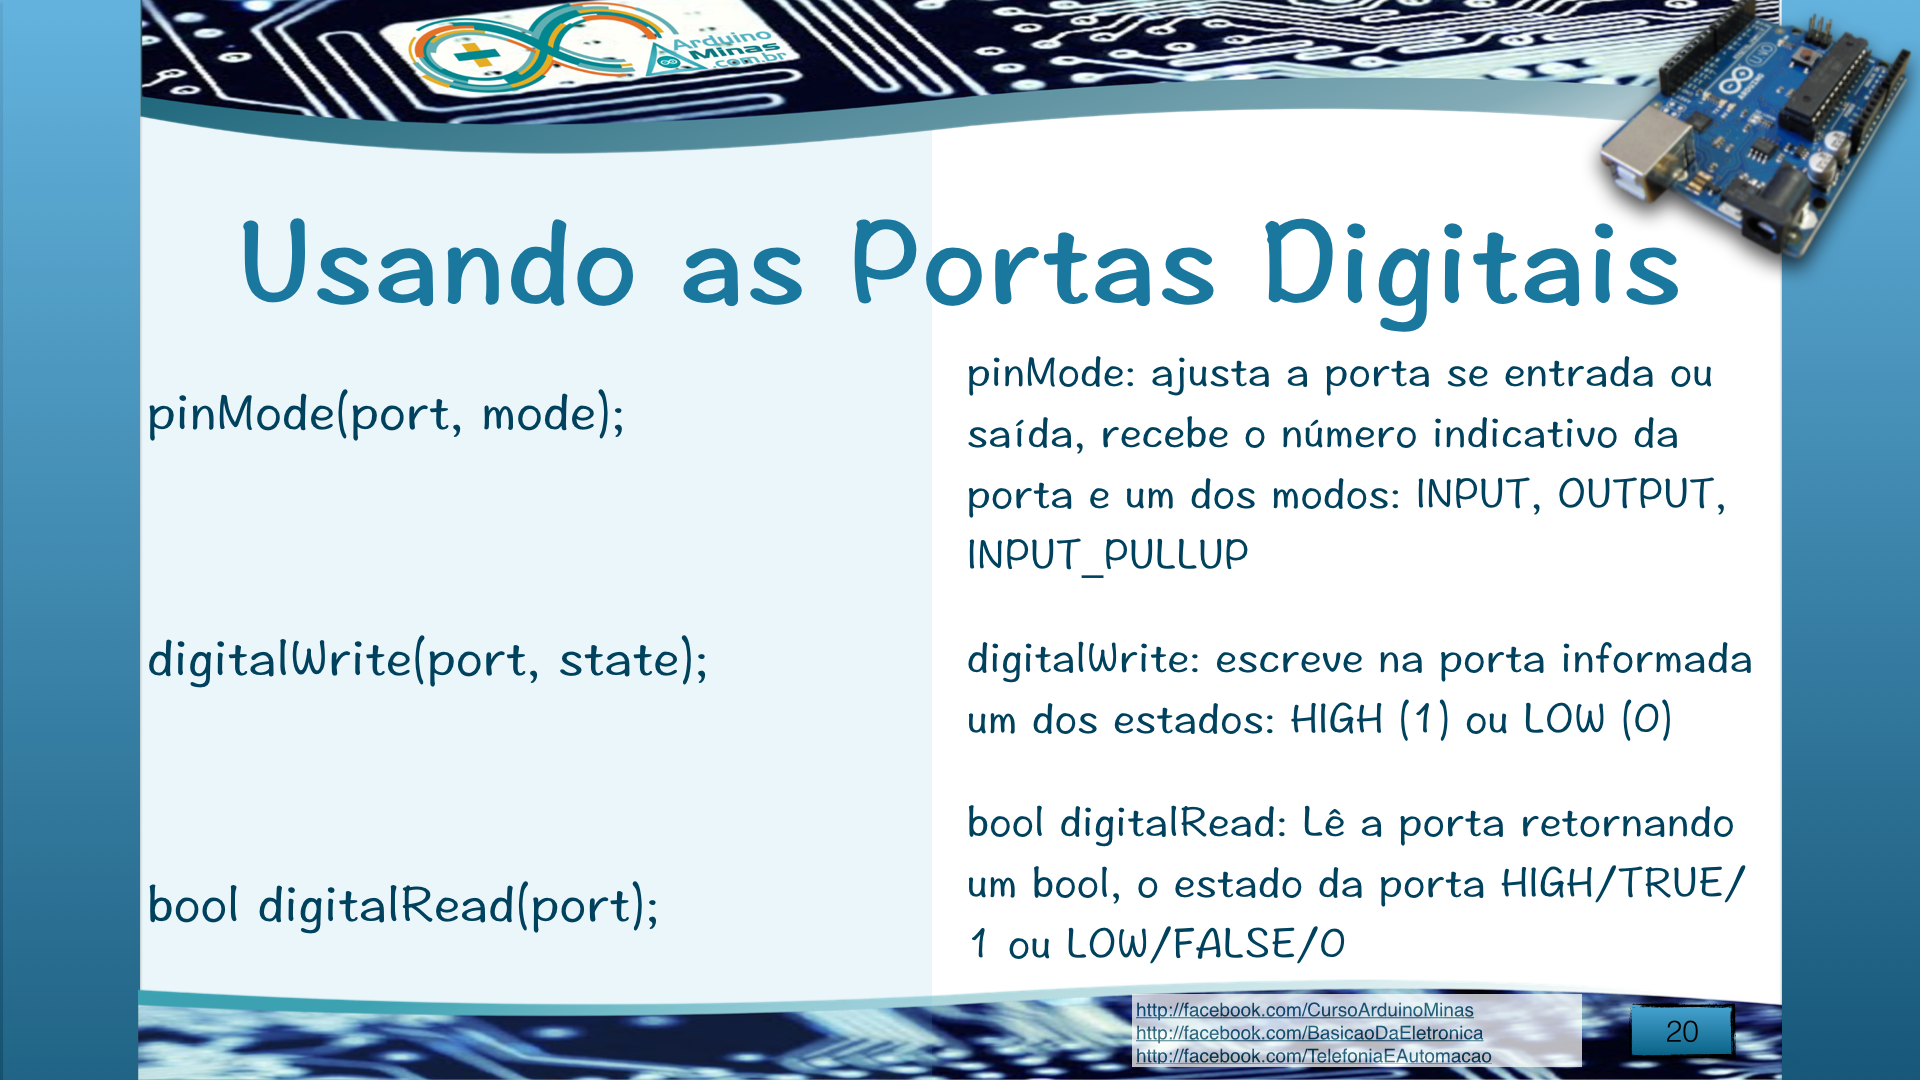 Arduino
Minas
.com.br
UNO
ARDUINO
Usando as Portas Digitais
pinMode(port, mode);
digitalWrite(port, state);
bool digitalRead(port);
pinMode: ajusta a porta se entrada ou
saída, recebe o número indicativo da
porta e um dos modos: INPUT, OUTPUT,
INPUT_PULLUP
digitalWrite: escreve na porta informada
um dos estados: HIGH (1) ou LOW (0)
bool digitalRead: Lê a porta retornando
um bool, o estado da porta HIGH/TRUE/
1 ou LOW/FALSE/0
http://facebook.com/CursoArduinoMinas
http://facebook.com/BasicaoDaEletronica
http://facebook.com/TelefoniaEAutomacao
20